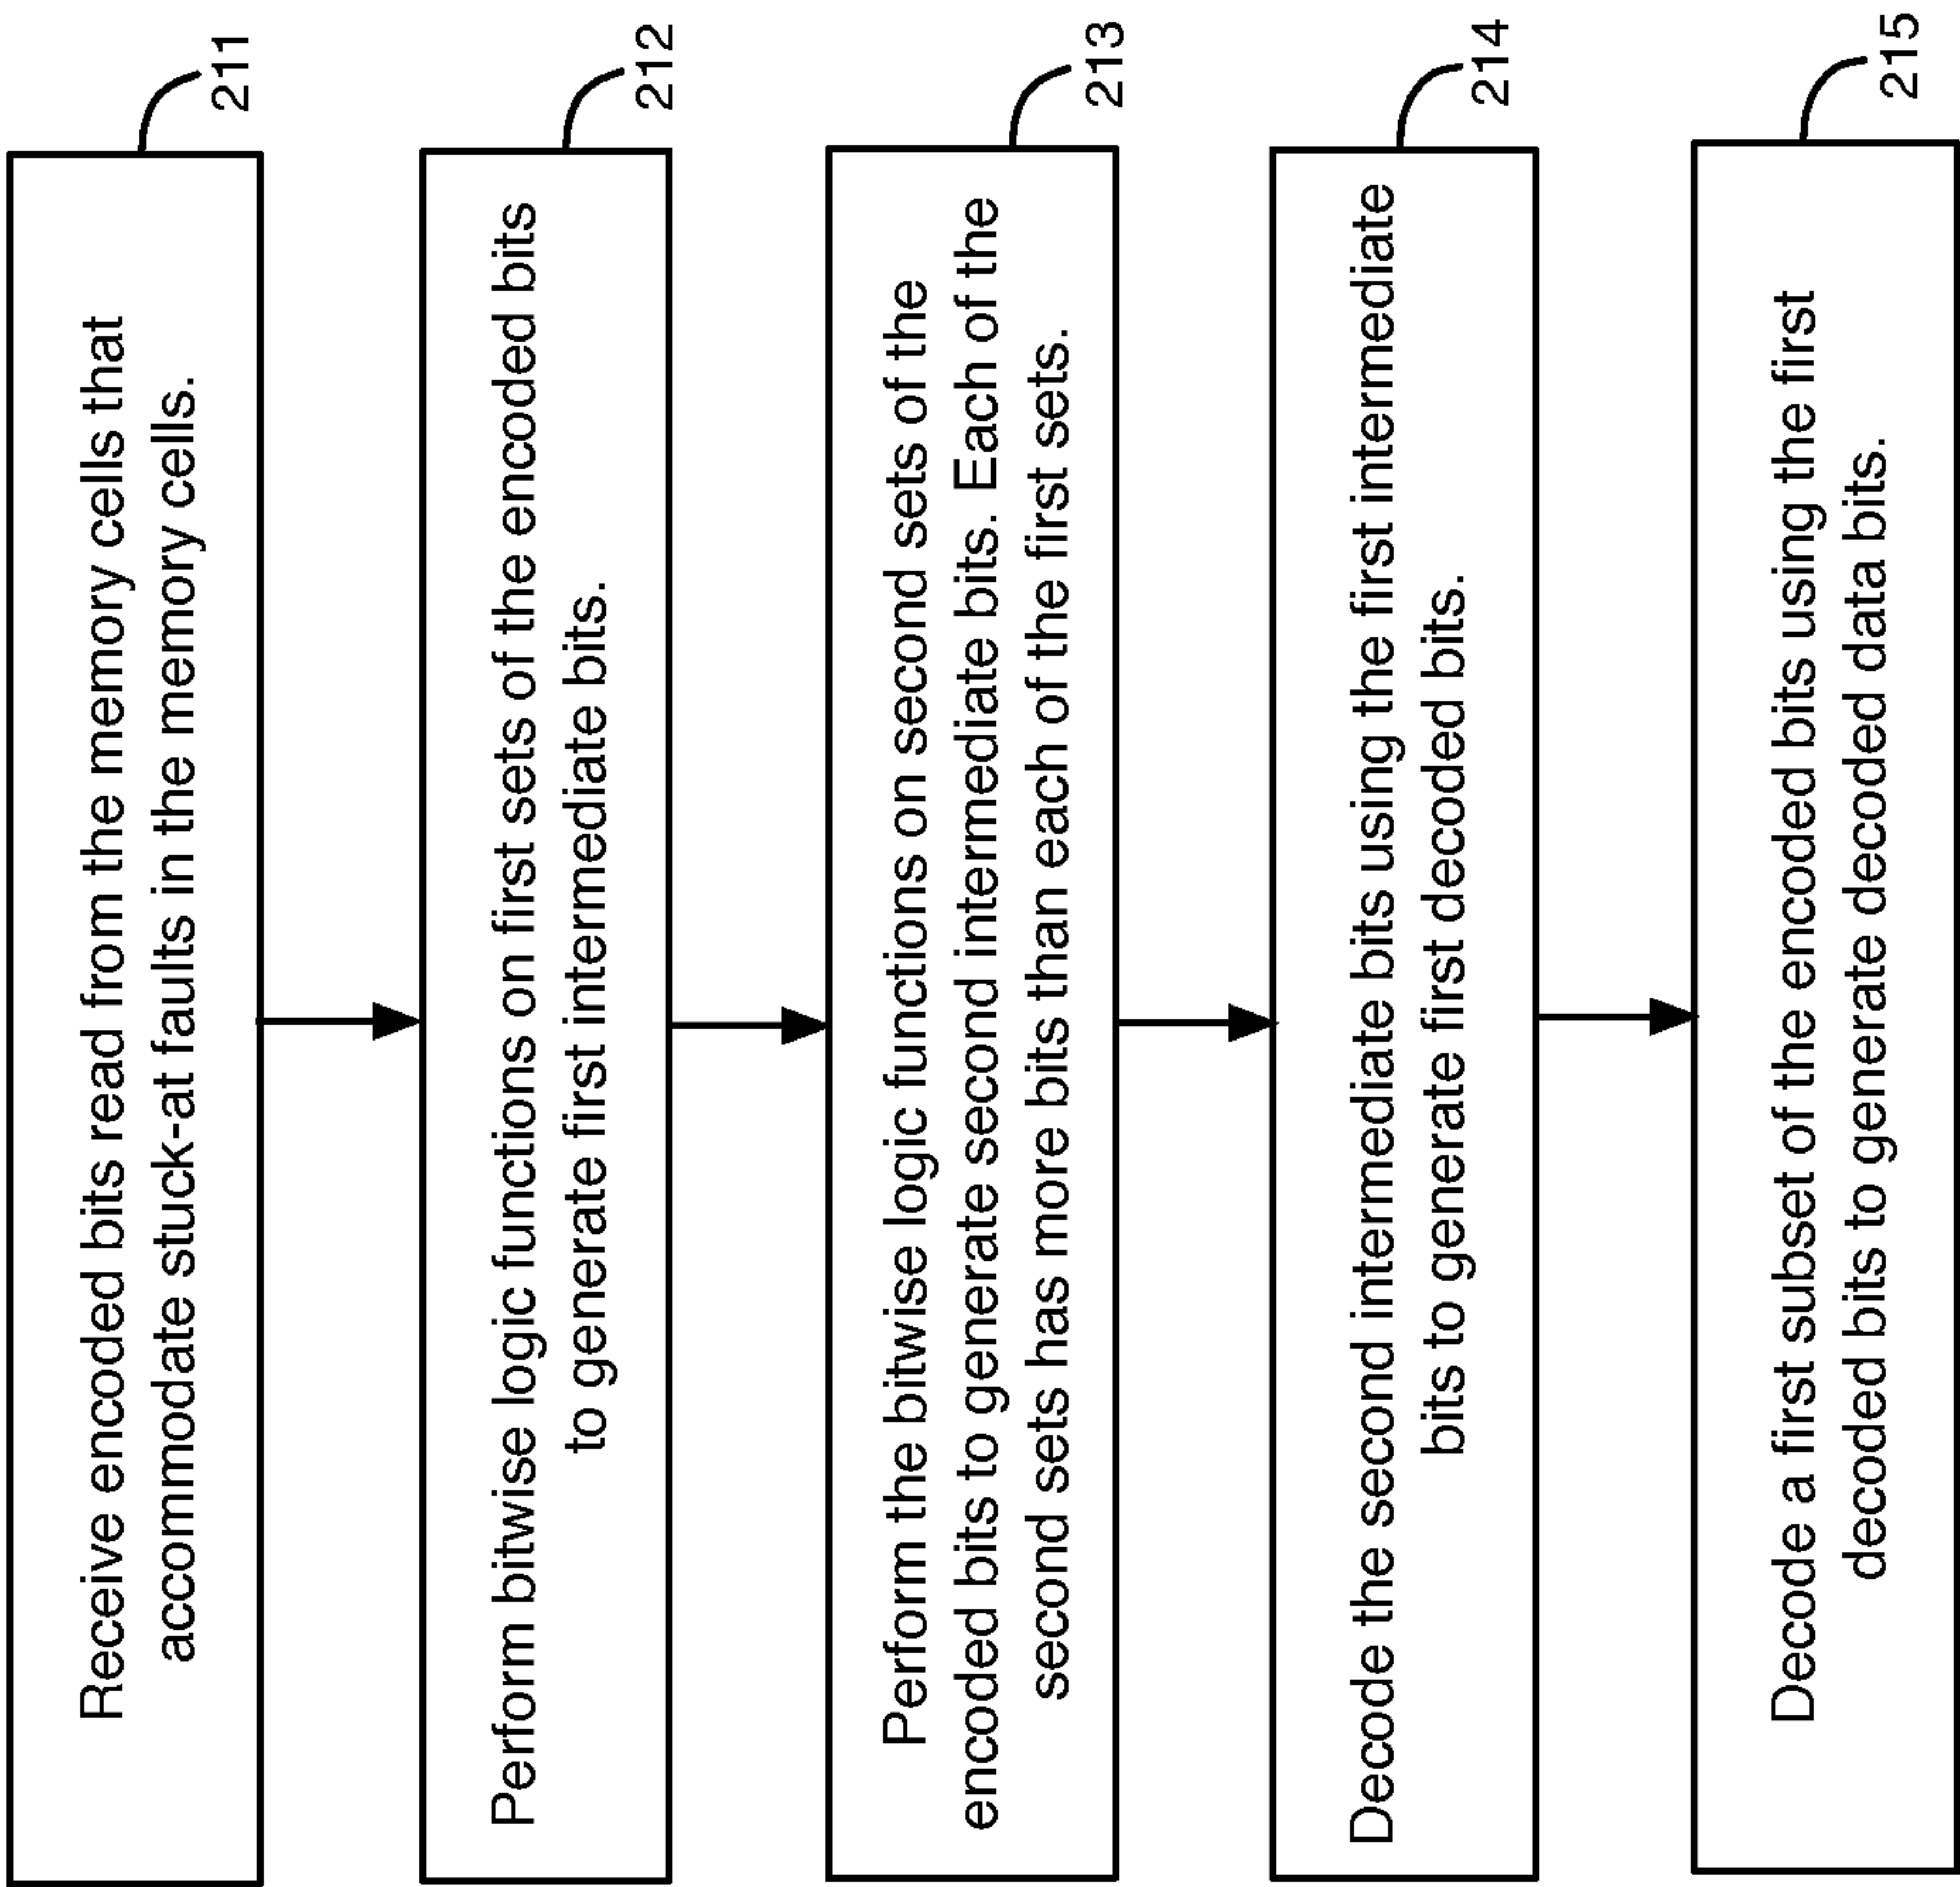 Receive encoded bits read from the memory cells that
accommodate stuck-at faults in the memory cells.
211
Perform bitwise logic functions on first sets of the encoded bits
to generate first intermediate bits.
212
Perform the bitwise logic functions on second sets of the
encoded bits to generate second intermediate bits. Each of the
second sets has more bits than each of the first sets.
213
Decode the second intermediate bits using the first intermediate
bits to generate first decoded bits.
214
Decode a first subset of the encoded bits using the first
decoded bits to generate decoded data bits.
215